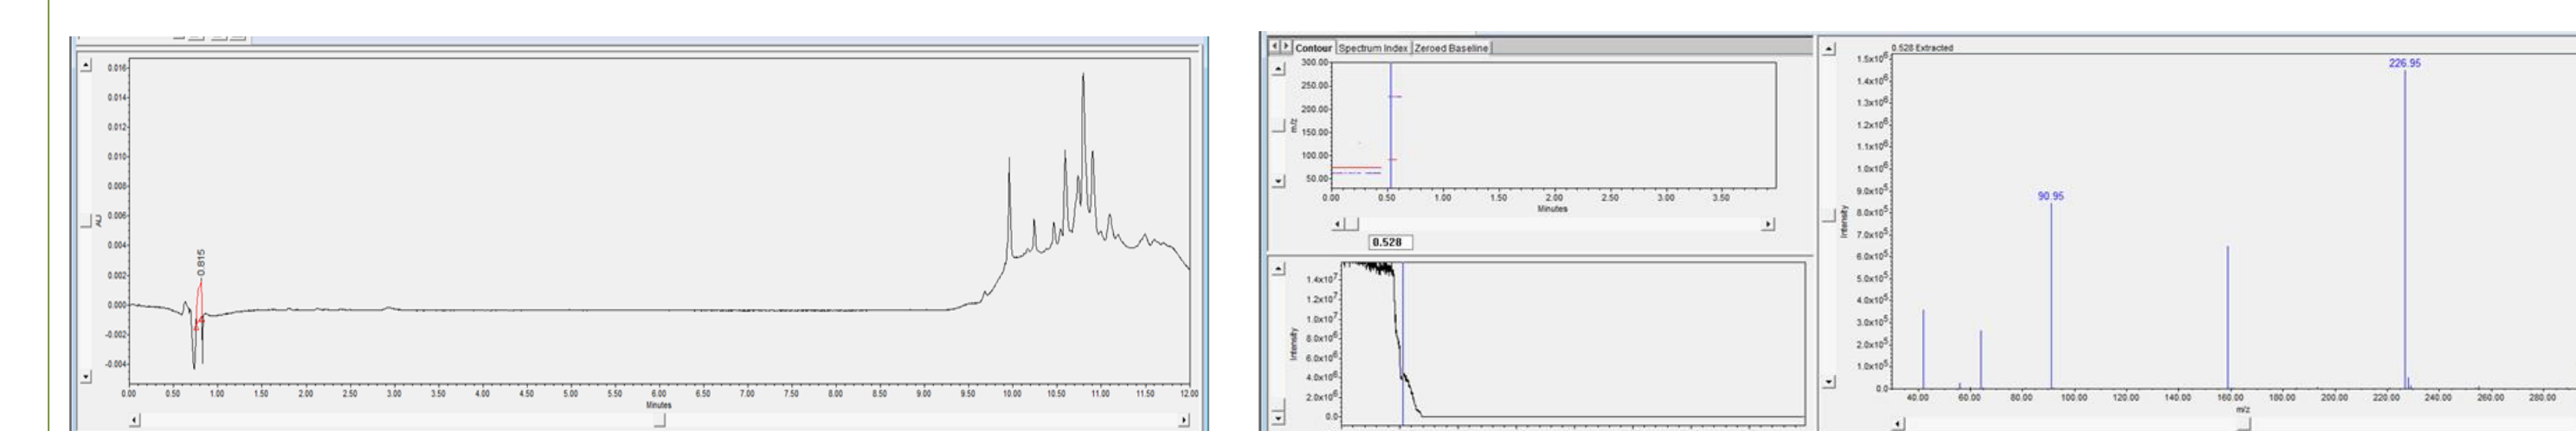 0.016
0.014
0.012
0.010
0.008
0.006
0.004
0.002
0.000
-0.002
-0.004
AU
0.815
0.00 0.50 1.00 1.50 2.00 2.50 3.00 3.50 4.00 4.50 5.00 5.50 6.00 6.50 7.00 7.50 8.00 8.50 9.00 9.50 10.00 10.50 11.00 11.50 12.00
Minutes
Contour Spectrum Index Zeroed Baseline
300.00
250.00
200.00
150.00
100.00
50.00
m/z
0.00 0.50 1.00 1.50 2.00 2.50 3.00 3.50
Minutes
0.528
1.4x10⁷
1.2x10⁷
1.0x10⁷
8.0x10⁶
6.0x10⁶
4.0x10⁶
2.0x10⁶
0.0
Intensity
0.528 Extracted
1.5x10⁶
1.4x10⁶
1.3x10⁶
1.2x10⁶
1.1x10⁶
1.0x10⁶
9.0x10⁵
8.0x10⁵
7.0x10⁵
6.0x10⁵
5.0x10⁵
4.0x10⁵
3.0x10⁵
2.0x10⁵
1.0x10⁵
0.0
Intensity
226.95
90.95
40.00 60.00 80.00 100.00 120.00 140.00 160.00 180.00 200.00 220.00 240.00 260.00 280.00
m/z